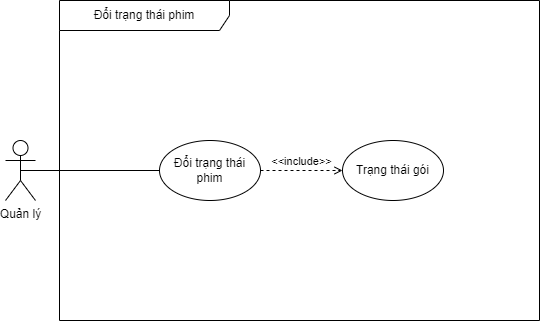 Đổi trạng thái phim
Đổi trạng thái
phim
<<include>>
Trạng thái gói
Quản lý